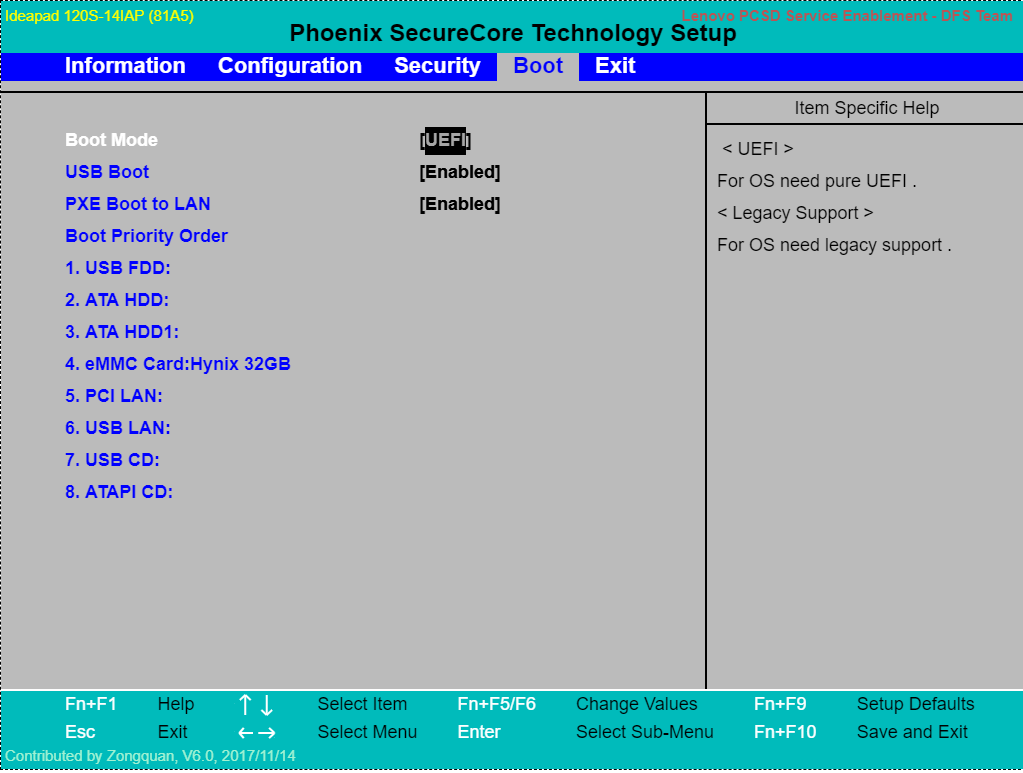 Ideapad 120S-14IAP (81A5)
Lenovo PCSD Service Enablement - DFS Team
Phoenix SecureCore Technology Setup
Information Configuration Security Boot Exit
Item Specific Help
Boot Mode [UEFI]
USB Boot [Enabled]
PXE Boot to LAN [Enabled]
Boot Priority Order
1. USB FDD:
2. ATA HDD:
3. ATA HDD1:
4. eMMC Card:Hynix 32GB
5. PCI LAN:
6. USB LAN:
7. USB CD:
8. ATAPI CD:
< UEFI >
For OS need pure UEFI .
< Legacy Support >
For OS need legacy support .
Fn+F1 Help ↑ ↓ Select Item Fn+F5/F6 Change Values Fn+F9 Setup Defaults
Esc Exit ←→ Select Menu Enter Select Sub-Menu Fn+F10 Save and Exit
Contributed by Zongquan, V6.0, 2017/11/14